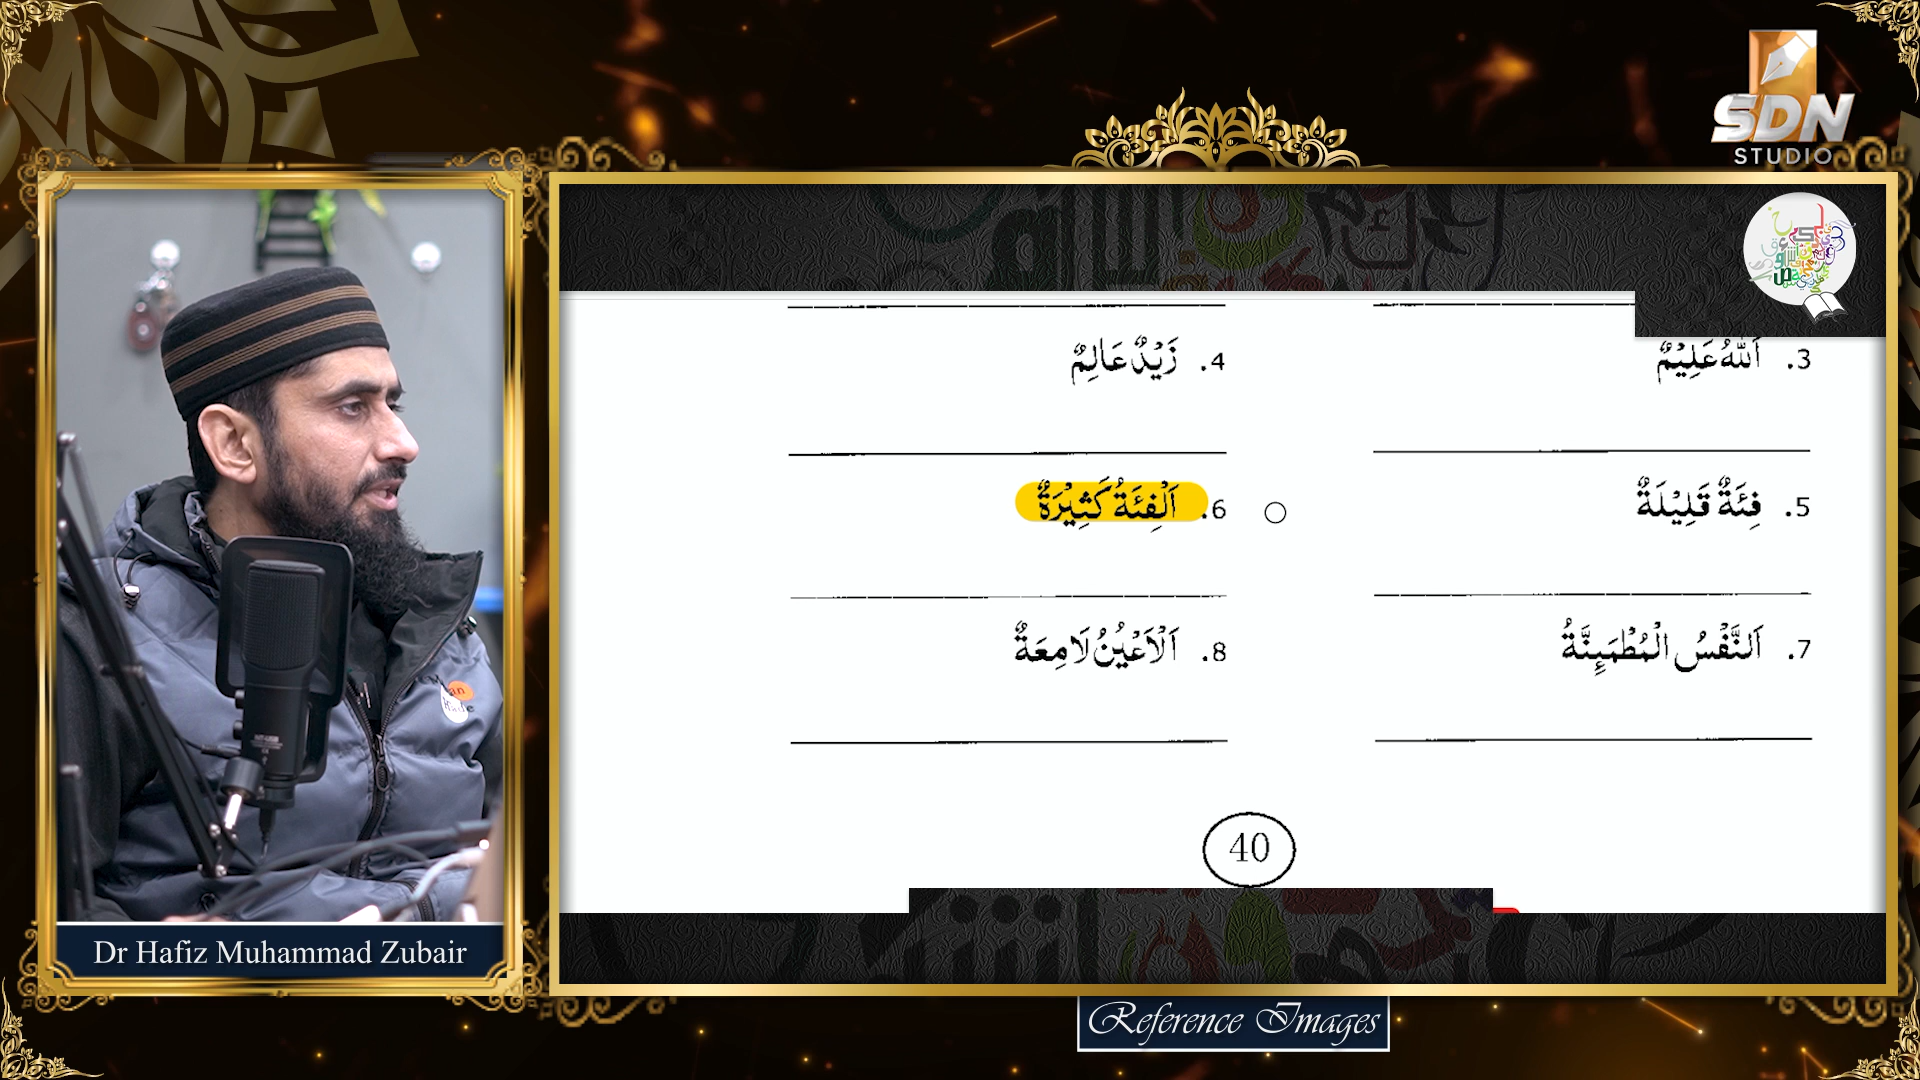 SDN
STUDIO
3. اَللّٰهُ عَلِيْمٌ
4. زَيْدٌ عَالِمٌ
5. فِئَةٌ قَلِيْلَةٌ
6. اَلْفِئَةُ كَثِيْرَةٌ
7. اَلنَّفْسُ الْمُطْمَئِنَّةُ
8. اَلْاَعْيُنُ لَامِعَةٌ
40
Dr Hafiz Muhammad Zubair
Reference Images